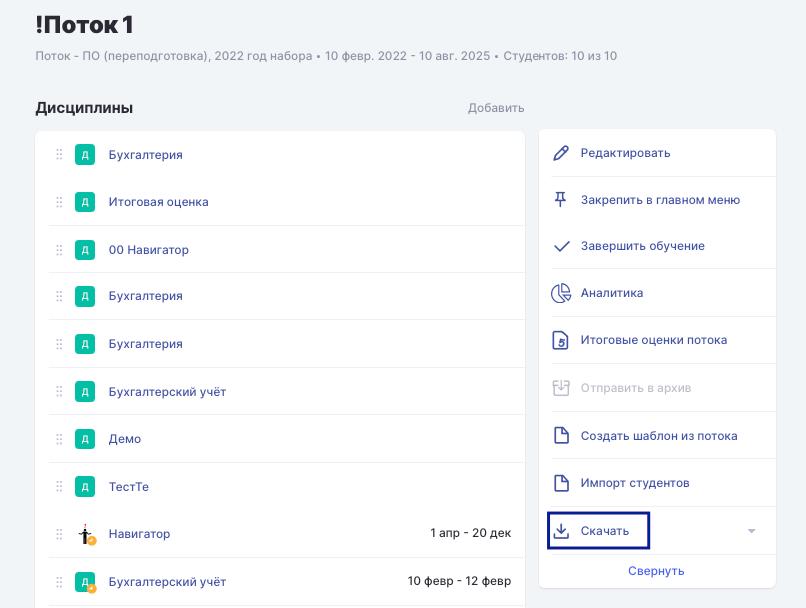 !Поток 1
Поток - ПО (переподготовка), 2022 год набора • 10 февр. 2022 - 10 авг. 2025 • Студентов: 10 из 10
Дисциплины
Добавить
Д Бухгалтерия
Д Итоговая оценка
Д 00 Навигатор
Д Бухгалтерия
Д Бухгалтерия
Д Бухгалтерский учёт
Д Демо
Д ТестТе
Навигатор 1 апр - 20 дек
Д Бухгалтерский учёт 10 февр - 12 февр
Редактировать
Закрепить в главном меню
Завершить обучение
Аналитика
5 Итоговые оценки потока
Отправить в архив
Создать шаблон из потока
Импорт студентов
Скачать
Свернуть